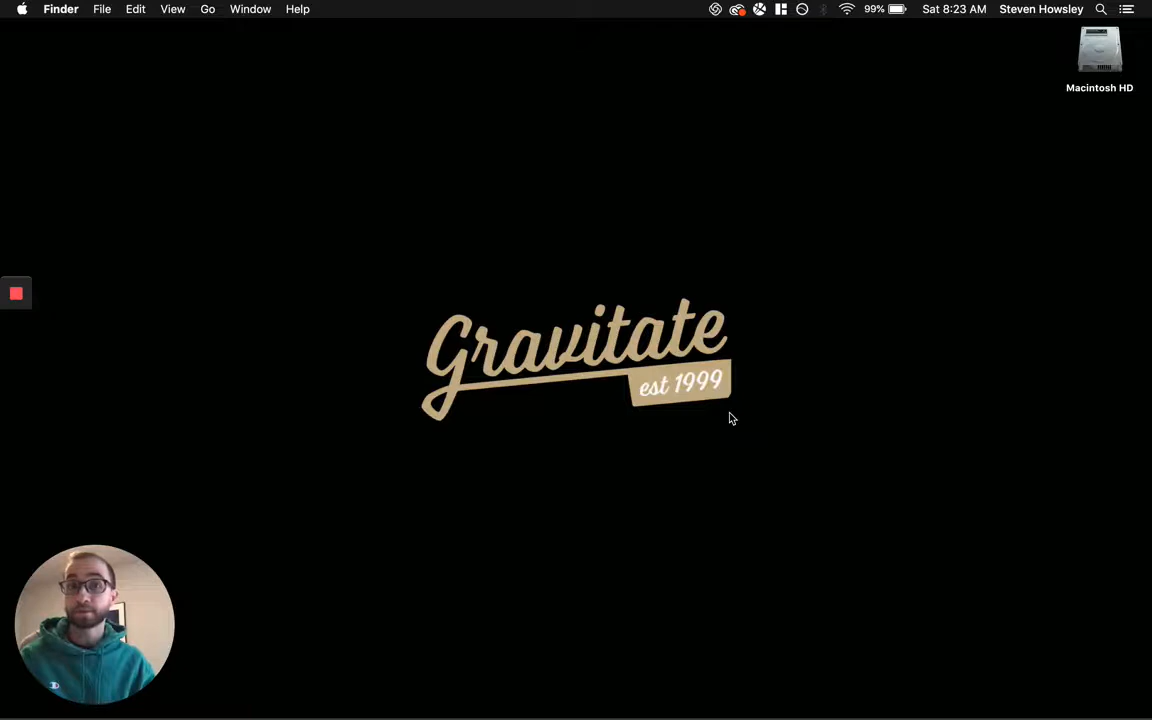 Finder File Edit View Go Window Help 99% Sat 8:23 AM Steven Howsley
Macintosh HD
Gravitate
est 1999